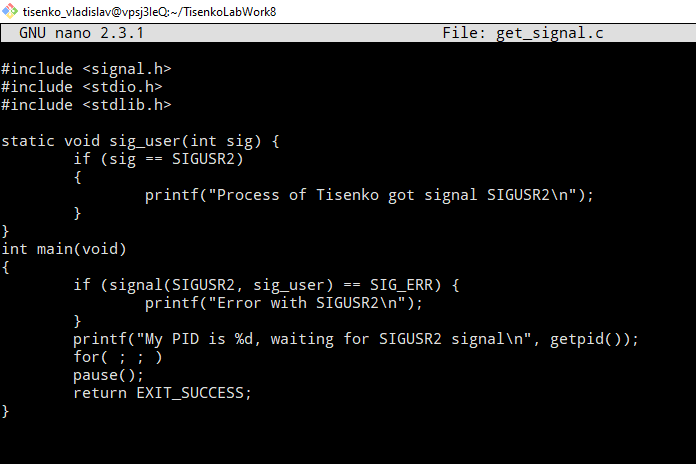 tisenko_vladislav@vpsj3leQ:~/TisenkoLabWork8
GNU nano 2.3.1 File: get_signal.c
#include <signal.h>
#include <stdio.h>
#include <stdlib.h>
static void sig_user(int sig) {
if (sig == SIGUSR2)
{
printf("Process of Tisenko got signal SIGUSR2\n");
}
}
int main(void)
{
if (signal(SIGUSR2, sig_user) == SIG_ERR) {
printf("Error with SIGUSR2\n");
}
printf("My PID is %d, waiting for SIGUSR2 signal\n", getpid());
for( ; ; )
pause();
return EXIT_SUCCESS;
}